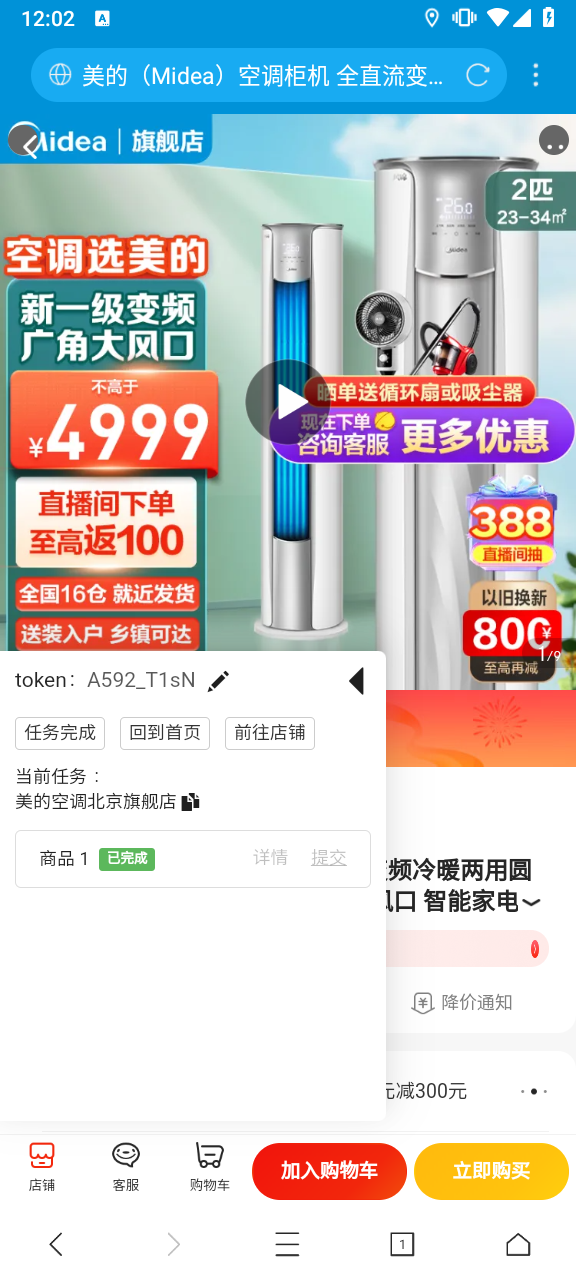 12:02
A
美的（Midea）空调柜机 全直流变...
Midea｜旗舰店
2匹
23-34㎡
26.0
Midea
空调选美的
新一级变频
广角大风口
不高于
¥4999
晒单送循环扇或吸尘器
现在下单
咨询客服 更多优惠
直播间下单
至高返100
388
直播间抽
全国16仓 就近发货
以旧换新
送装入户 乡镇可达
800
¥
至高再减
1/9
token： A592_T1sN
任务完成 回到首页 前往店铺
当前任务：
美的空调北京旗舰店
商品 1 已完成 详情 提交
频冷暖两用圆
风口 智能家电
降价通知
元减300元
店铺 客服 购物车 加入购物车 立即购买
1